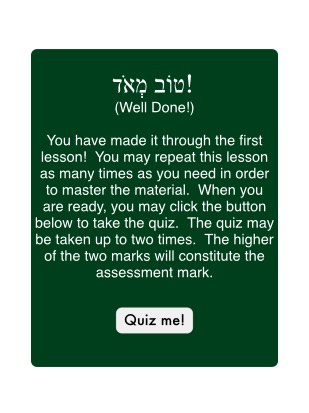 טוֹב מְאֹד!
(Well Done!)
You have made it through the first
lesson!  You may repeat this lesson
as many times as you need in order
to master the material.  When you
are ready, you may click the button
below to take the quiz.  The quiz may
be taken up to two times.  The higher
of the two marks will constitute the
assessment mark.
Quiz me!